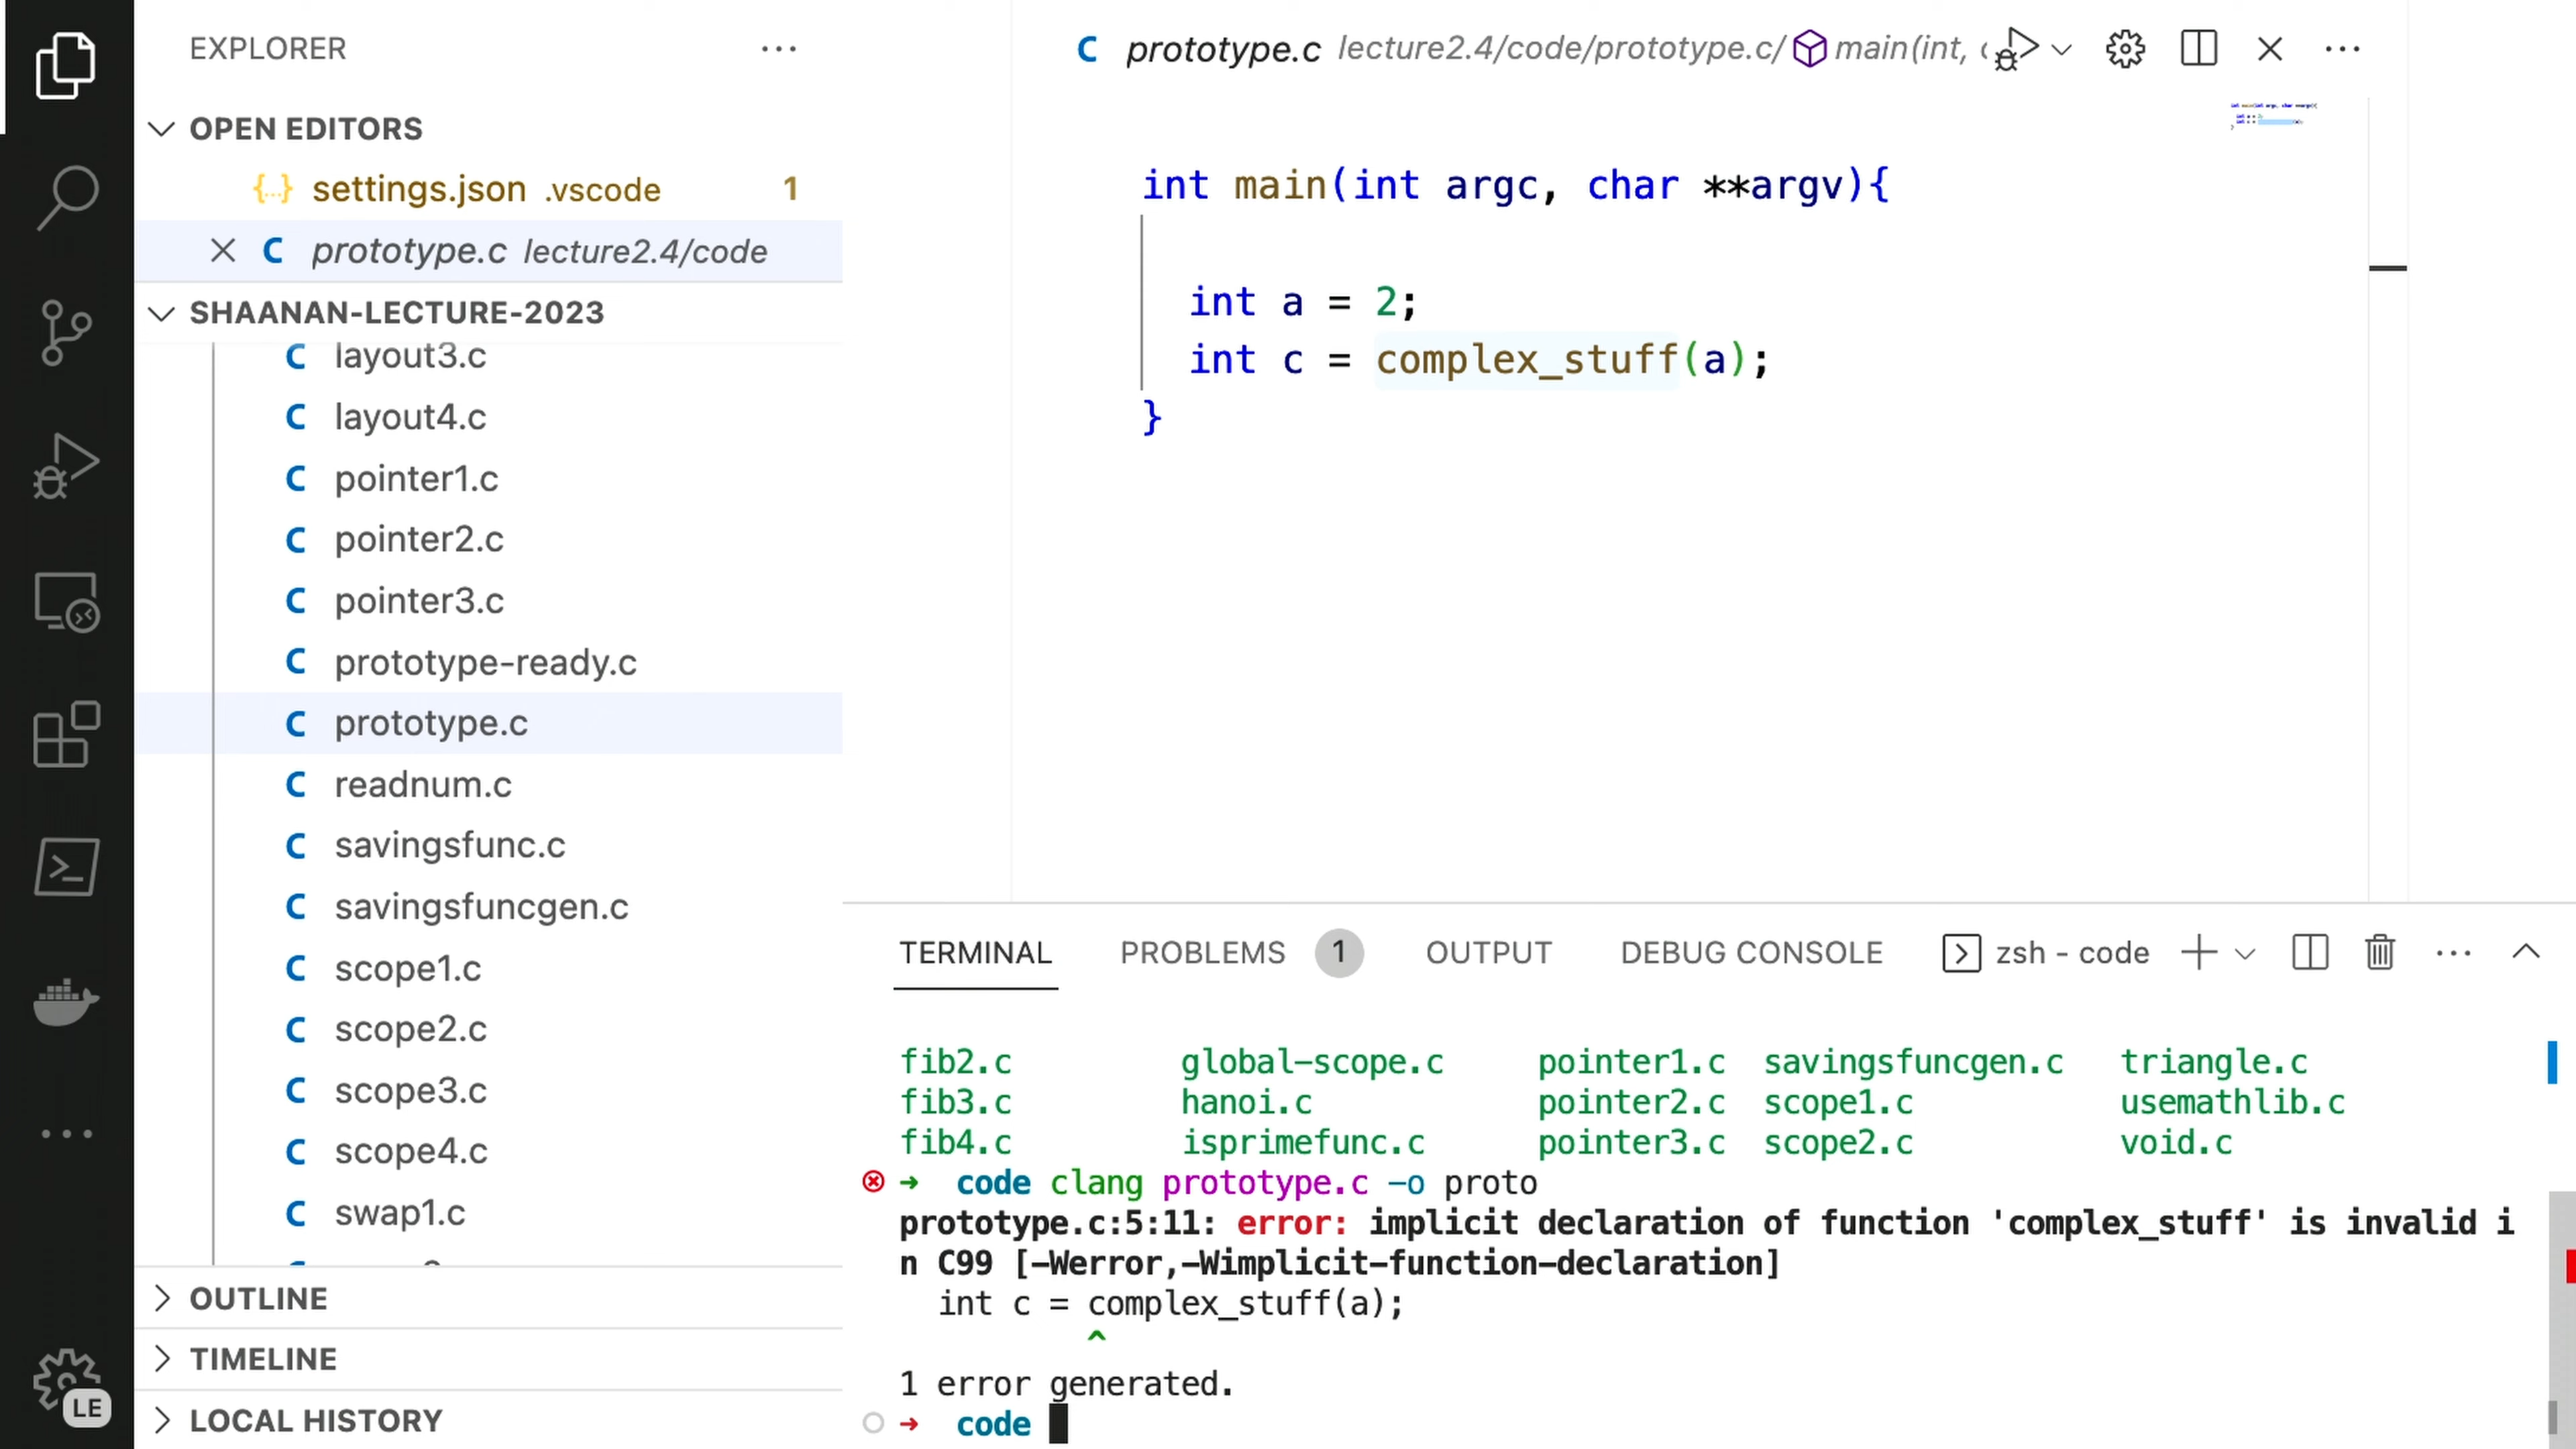 EXPLORER
OPEN EDITORS
{..} settings.json .vscode 1
C prototype.c lecture2.4/code
SHAANAN-LECTURE-2023
C layout3.c
C layout4.c
C pointer1.c
C pointer2.c
C pointer3.c
C prototype-ready.c
C prototype.c
C readnum.c
C savingsfunc.c
C savingsfuncgen.c
C scope1.c
C scope2.c
C scope3.c
C scope4.c
C swap1.c
OUTLINE
TIMELINE
LOCAL HISTORY
LE
C prototype.c lecture2.4/code/prototype.c/ main(int,
int main(int argc, char **argv){
int a = 2;
int c = complex_stuff(a);
}
TERMINAL PROBLEMS 1 OUTPUT DEBUG CONSOLE zsh - code
fib2.c global-scope.c pointer1.c savingsfuncgen.c triangle.c
fib3.c hanoi.c pointer2.c scope1.c usemathlib.c
fib4.c isprimefunc.c pointer3.c scope2.c void.c
➜ code clang prototype.c -o proto
prototype.c:5:11: error: implicit declaration of function 'complex_stuff' is invalid i
n C99 [-Werror,-Wimplicit-function-declaration]
int c = complex_stuff(a);
^
1 error generated.
➜ code